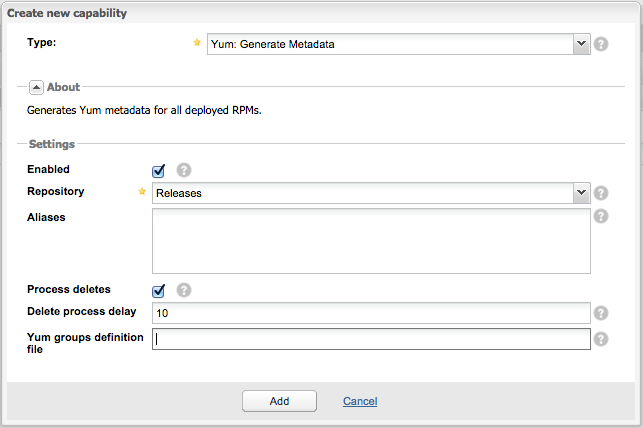 Create new capability
Type:
Yum: Generate Metadata
?
About
Generates Yum metadata for all deployed RPMs.
Settings
Enabled
?
Repository
Releases
?
Aliases
?
Process deletes
?
Delete process delay
10
?
Yum groups definition
file
?
Add
Cancel